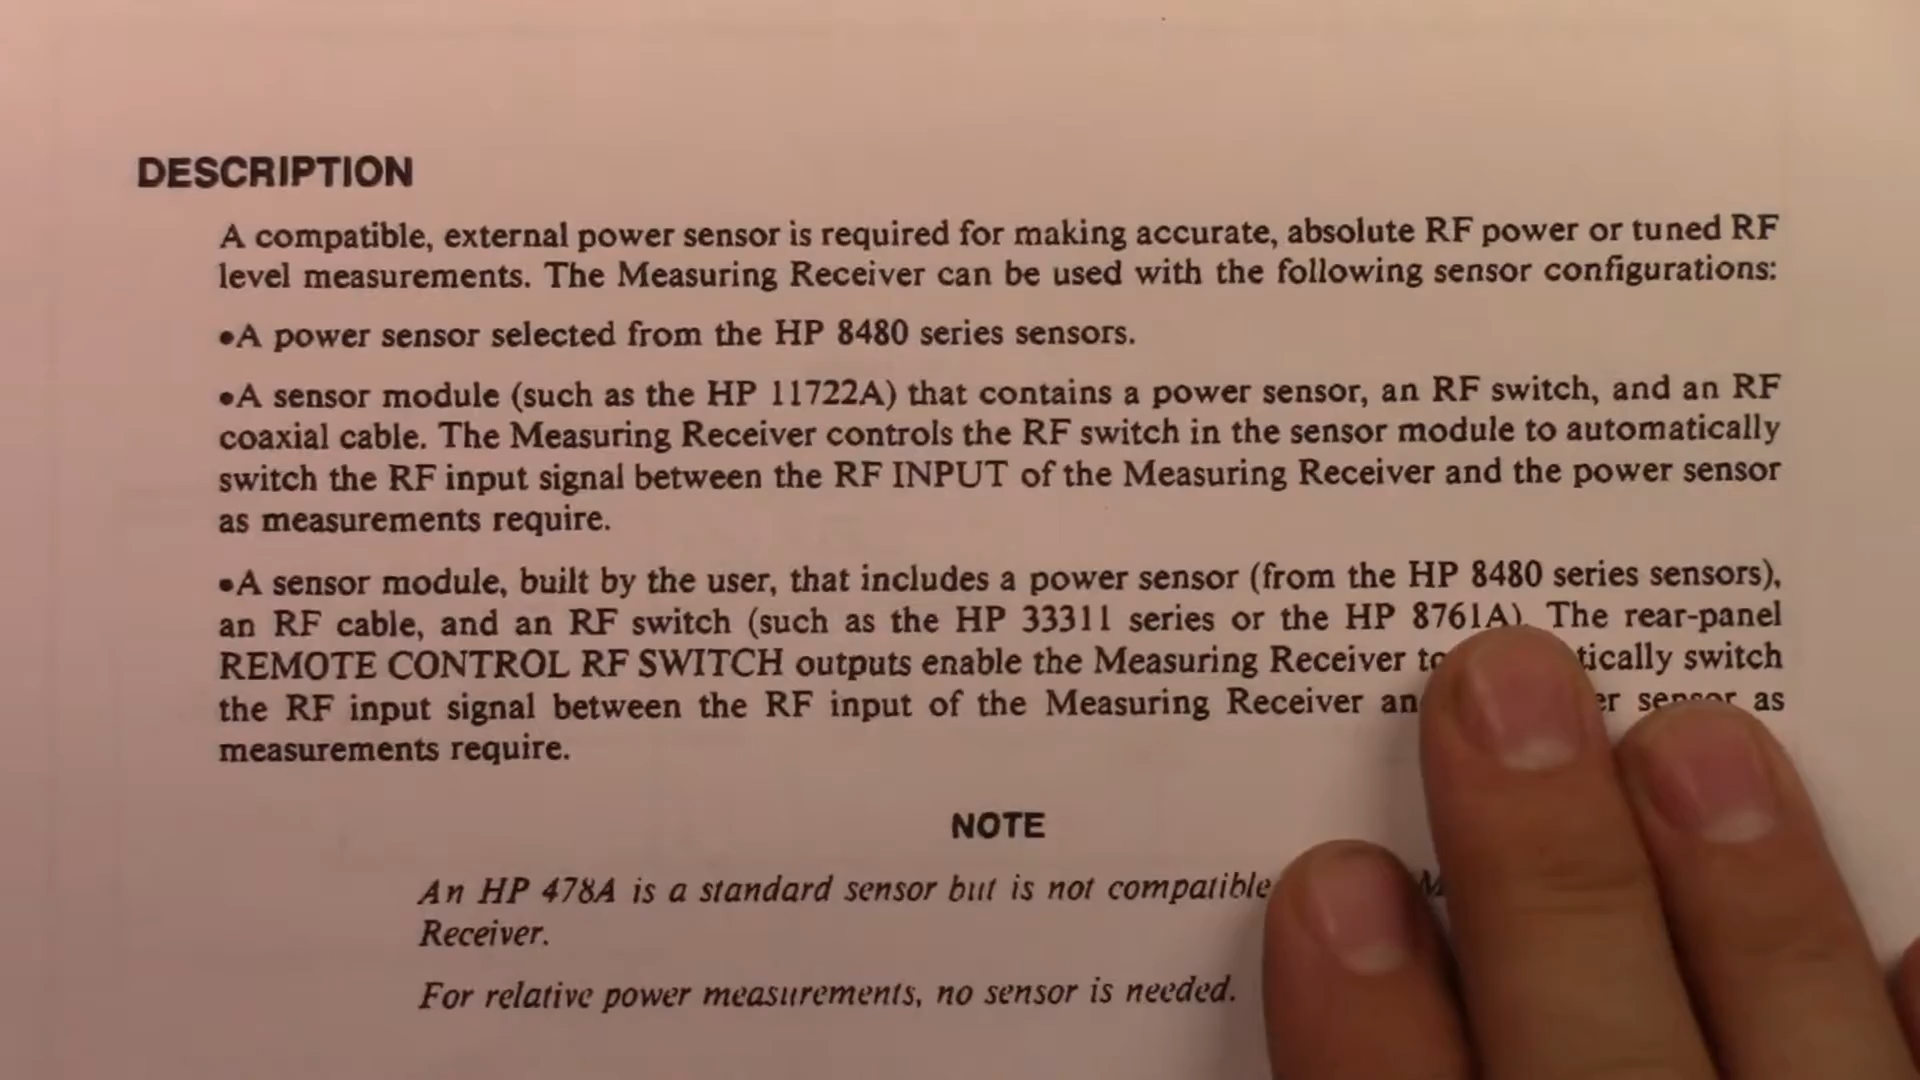 DESCRIPTION
A compatible, external power sensor is required for making accurate, absolute RF power or tuned RF
level measurements. The Measuring Receiver can be used with the following sensor configurations:
•A power sensor selected from the HP 8480 series sensors.
•A sensor module (such as the HP 11722A) that contains a power sensor, an RF switch, and an RF
coaxial cable. The Measuring Receiver controls the RF switch in the sensor module to automatically
switch the RF input signal between the RF INPUT of the Measuring Receiver and the power sensor
as measurements require.
•A sensor module, built by the user, that includes a power sensor (from the HP 8480 series sensors),
an RF cable, and an RF switch (such as the HP 33311 series or the HP 8761A). The rear-panel
REMOTE CONTROL RF SWITCH outputs enable the Measuring Receiver switch
the RF input signal between the RF input of the Measuring Receiver sensor as
measurements require.
NOTE
An HP 478A is a standard sensor but is not compatible
Receiver.
For relative power measurements, no sensor is needed.